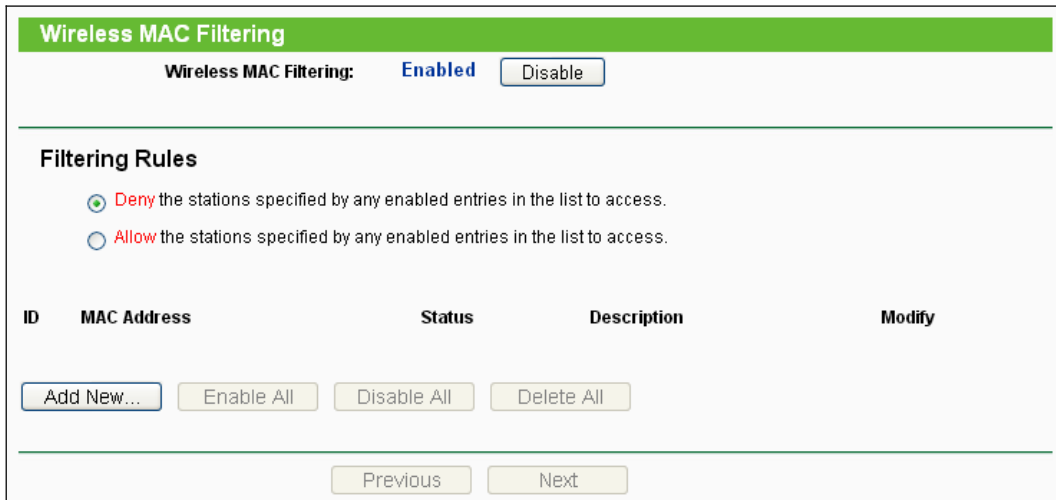 Wireless MAC Filtering
Wireless MAC Filtering: Enabled Disable
Filtering Rules
Deny the stations specified by any enabled entries in the list to access.
Allow the stations specified by any enabled entries in the list to access.
ID MAC Address Status Description Modify
Add New... Enable All Disable All Delete All
Previous Next